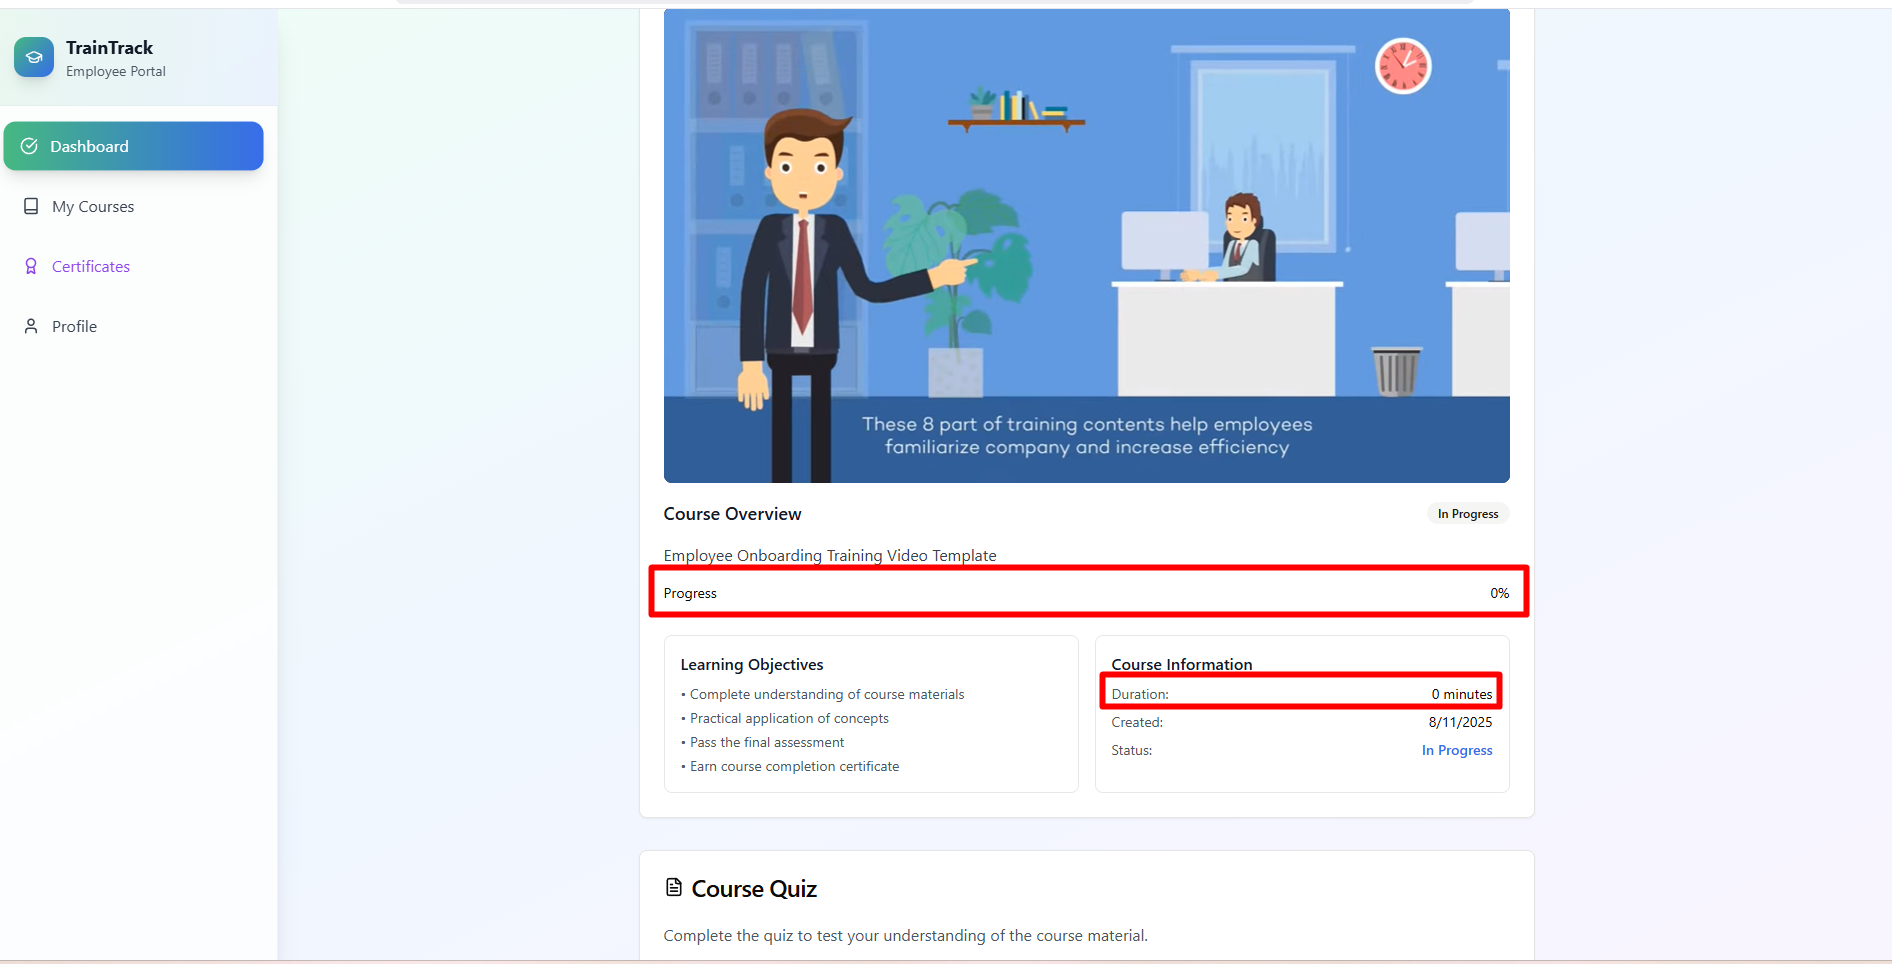 TrainTrack
Employee Portal
Dashboard
My Courses
Certificates
Profile
These 8 part of training contents help employees
familiarize company and increase efficiency
Course Overview
In Progress
Employee Onboarding Training Video Template
Progress 0%
Learning Objectives
• Complete understanding of course materials
• Practical application of concepts
• Pass the final assessment
• Earn course completion certificate
Course Information
Duration: 0 minutes
Created: 8/11/2025
Status: In Progress
Course Quiz
Complete the quiz to test your understanding of the course material.